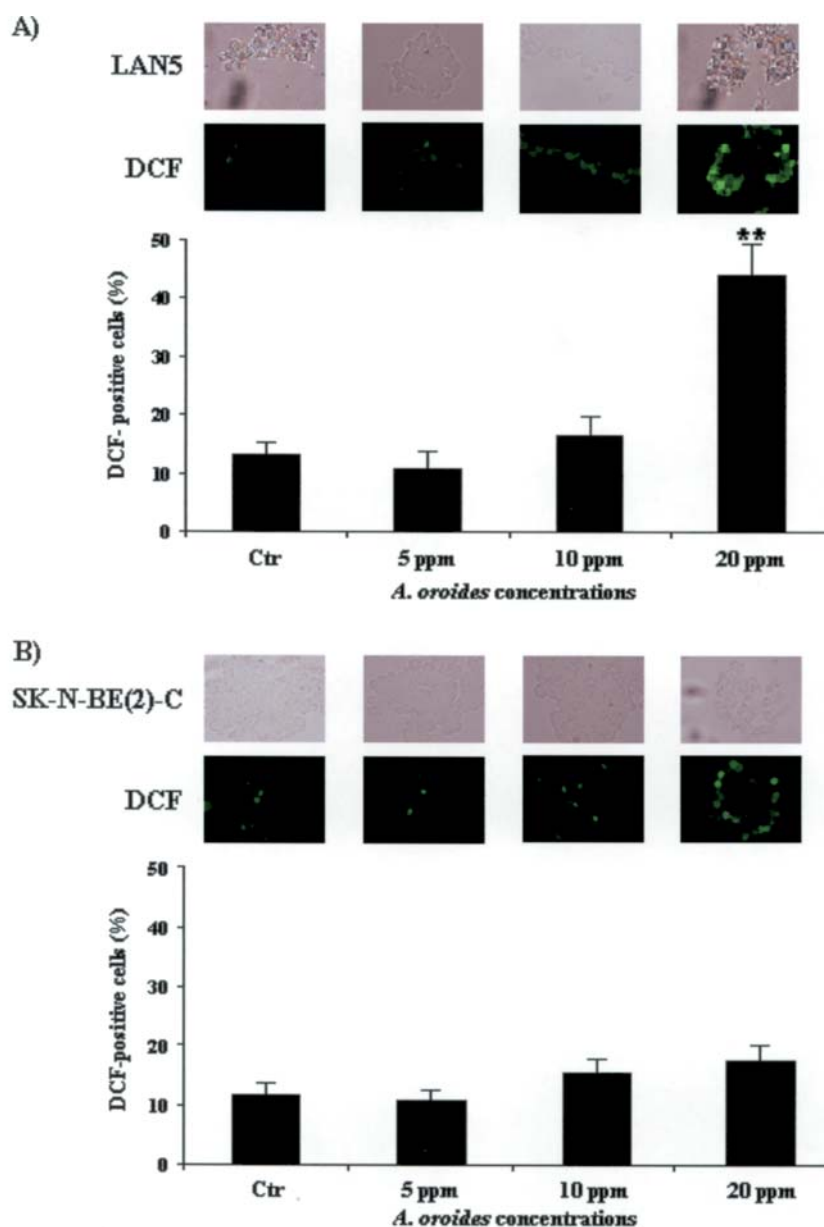 A)
LAN5
DCF
**
50
40
30
20
10
0
DCF- positive cells (%)
Ctr
5 ppm
10 ppm
20 ppm
A. oroides concentrations
B)
SK-N-BE(2)-C
DCF
50
40
30
20
10
0
DCF-positive cells (%)
Ctr
5 ppm
10 ppm
20 ppm
A. oroides concentrations